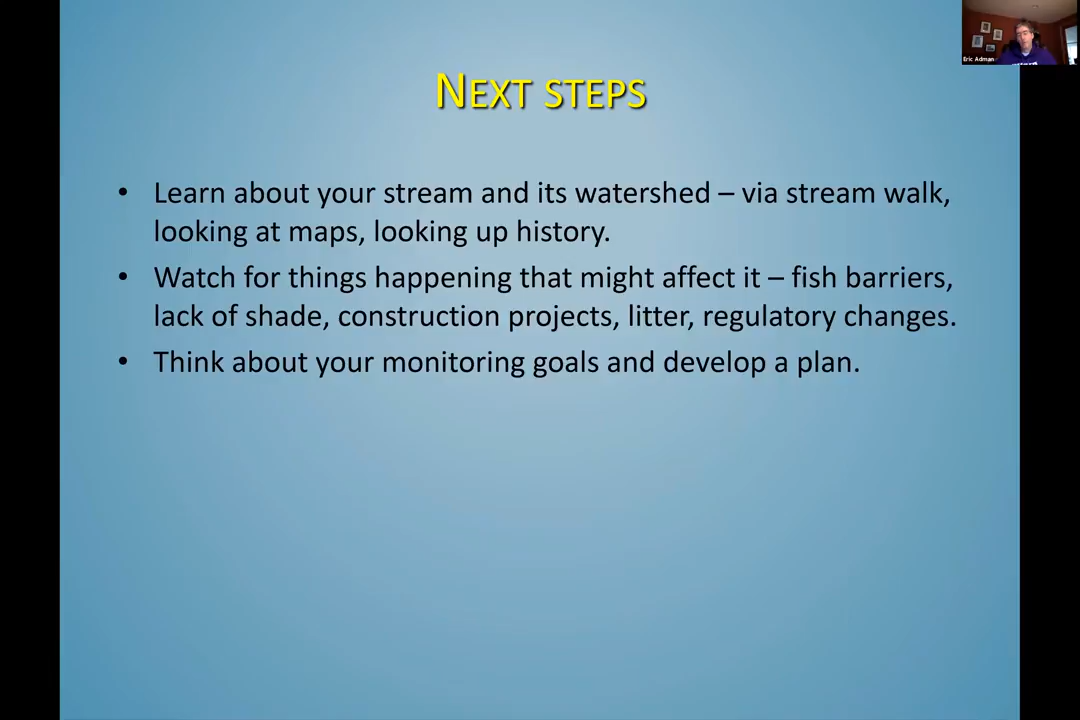 Eric Adman
NEXT STEPS
• Learn about your stream and its watershed – via stream walk,
looking at maps, looking up history.
• Watch for things happening that might affect it – fish barriers,
lack of shade, construction projects, litter, regulatory changes.
• Think about your monitoring goals and develop a plan.